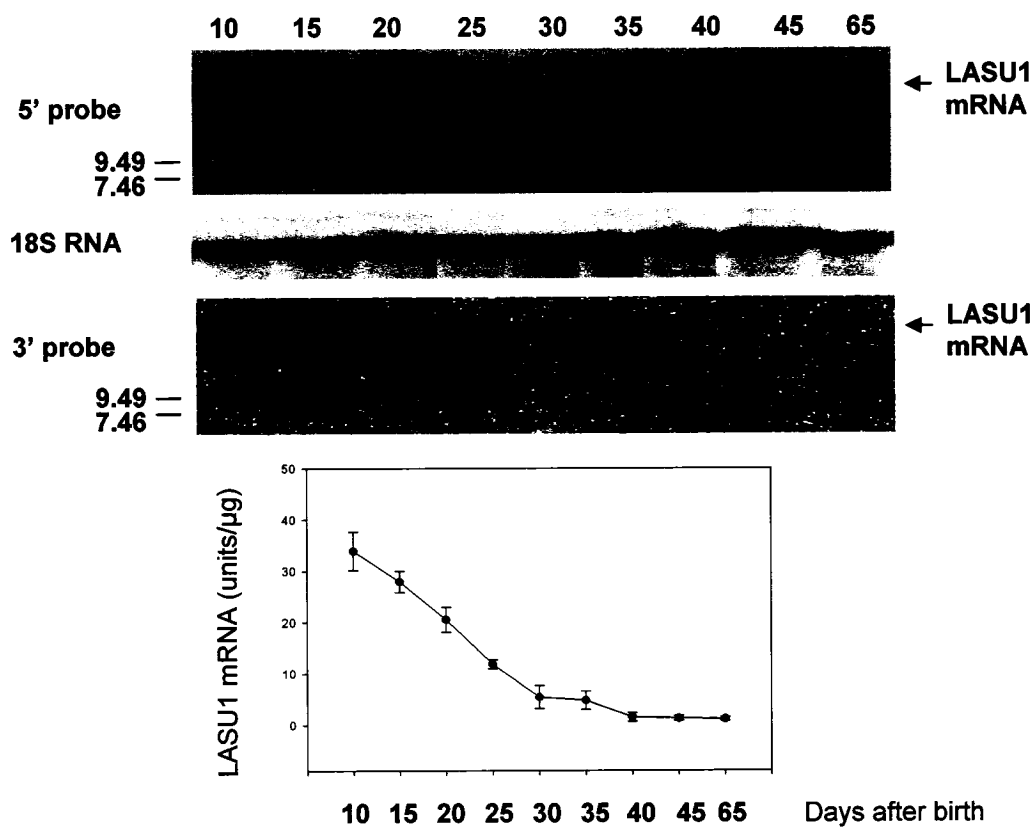 10 15 20 25 30 35 40 45 65
5' probe
LASU1
mRNA
9.49
7.46
18S RNA
3' probe
LASU1
mRNA
9.49
7.46
LASU1 mRNA (units/µg)
50
40
30
20
10
0
10 15 20 25 30 35 40 45 65 Days after birth